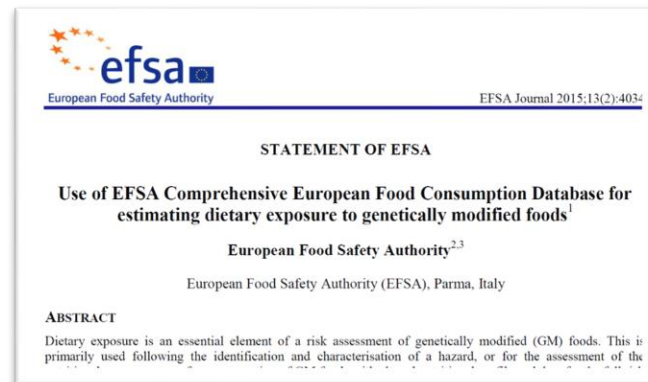 efsa
European Food Safety Authority
EFSA Journal 2015;13(2):4034
STATEMENT OF EFSA
Use of EFSA Comprehensive European Food Consumption Database for
estimating dietary exposure to genetically modified foods1
European Food Safety Authority2,3
European Food Safety Authority (EFSA), Parma, Italy
ABSTRACT
Dietary exposure is an essential element of a risk assessment of genetically modified (GM) foods. This is
primarily used following the identification and characterisation of a hazard, or for the assessment of the